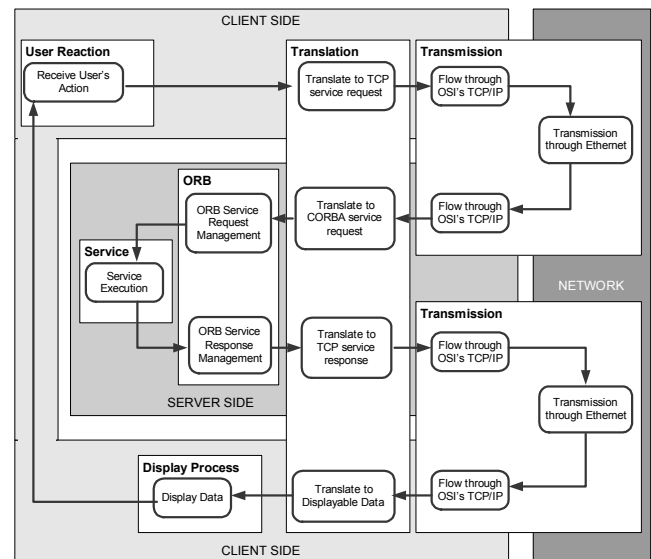 CLIENT SIDE
User Reaction
Translation
Transmission
Receive User's
Action
Translate to TCP
service request
Flow through
OSI's TCP/IP
Transmission
through Ethernet
ORB
ORB Service
Request
Management
Translate to
CORBA service
request
Flow through
OSI's TCP/IP
Service
Service
Execution
NETWORK
Transmission
ORB Service
Response
Management
Translate to
TCP service
response
Flow through
OSI's TCP/IP
Transmission
through Ethernet
SERVER SIDE
Display Process
Display Data
Translate to
Displayable Data
Flow through
OSI's TCP/IP
CLIENT SIDE